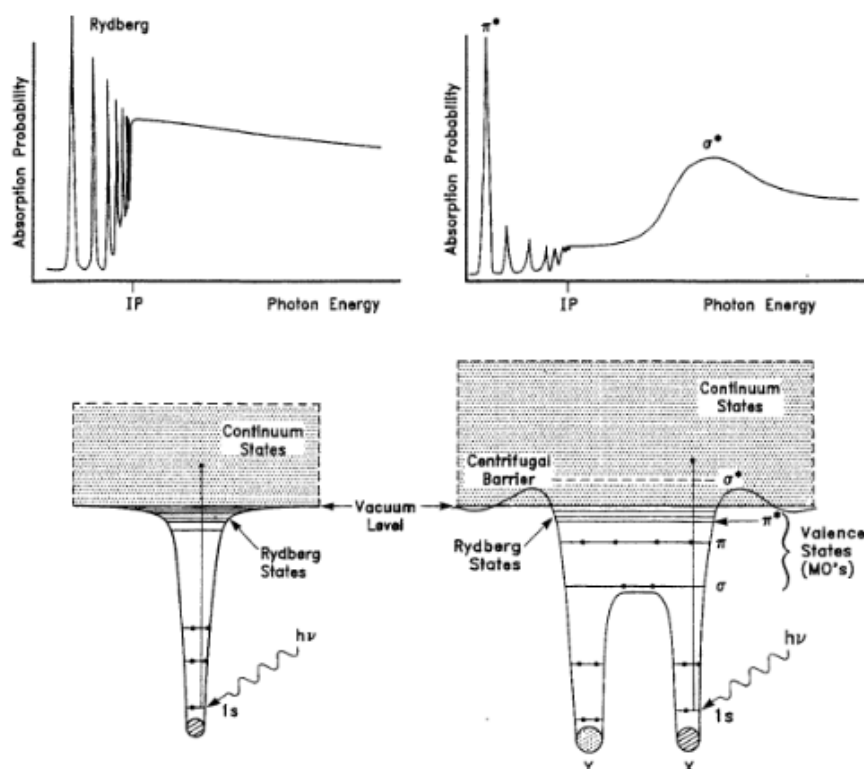 Rydberg
Absorption Probability
IP
Photon Energy
π*
σ*
Absorption Probability
IP
Photon Energy
Continuum
States
Vacuum
Level
Rydberg
States
hν
1s
Continuum
States
Centrifugal
Barrier
σ*
π*
Rydberg
States
π
σ
Valence
States
(MO's)
hν
1s